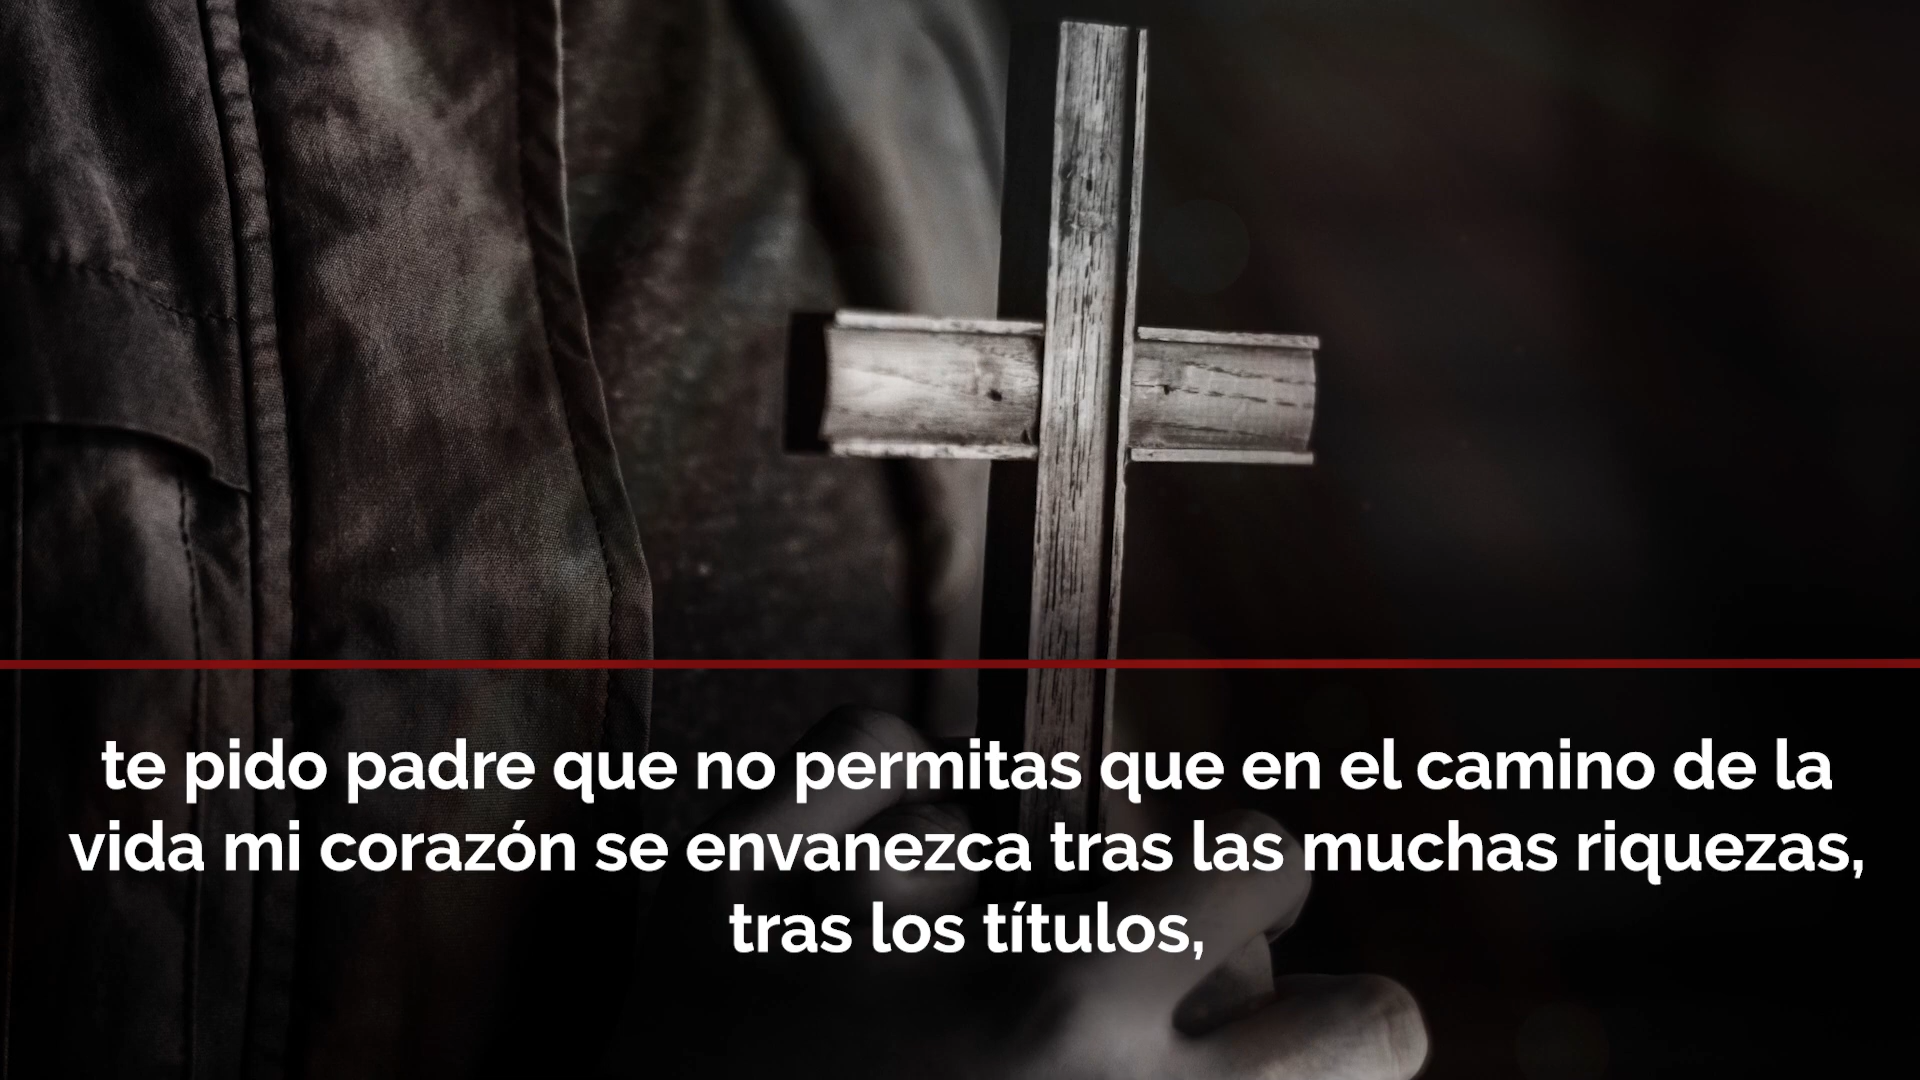 te pido padre que no permitas que en el camino de la
vida mi corazón se envanezca tras las muchas riquezas,
tras los títulos,